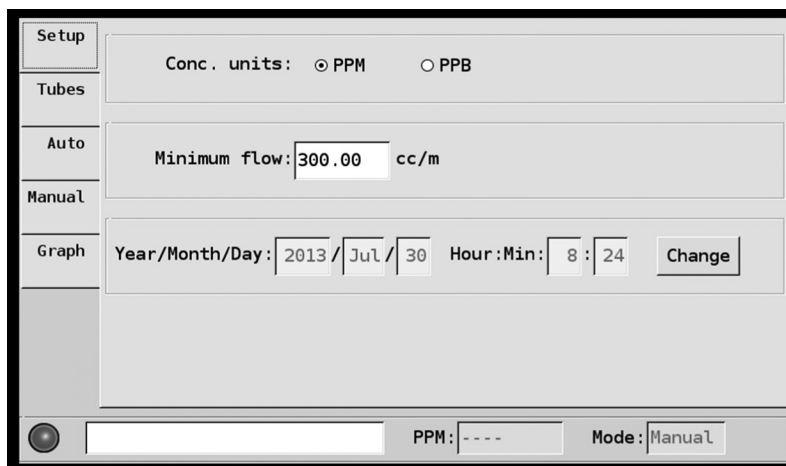 Setup
Conc. units: PPM PPB
Tubes
Auto
Minimum flow: 300.00 cc/m
Manual
Graph
Year/Month/Day: 2013 / Jul / 30 Hour:Min: 8 : 24 Change
PPM: ---- Mode: Manual